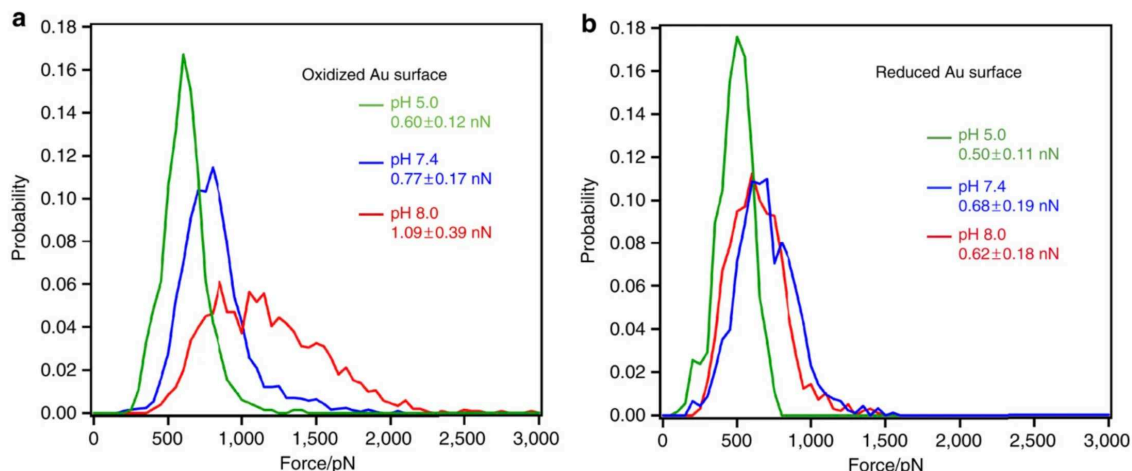 a
0.18
0.16
0.14
0.12
0.10
0.08
0.06
0.04
0.02
0.00
Probability
Oxidized Au surface
pH 5.0
0.60±0.12 nN
pH 7.4
0.77±0.17 nN
pH 8.0
1.09±0.39 nN
0 500 1,000 1,500 2,000 2,500 3,000
Force/pN
b
0.18
0.16
0.14
0.12
0.10
0.08
0.06
0.04
0.02
0.00
Probability
Reduced Au surface
pH 5.0
0.50±0.11 nN
pH 7.4
0.68±0.19 nN
pH 8.0
0.62±0.18 nN
0 500 1,000 1,500 2,000 2,500 3,000
Force/pN